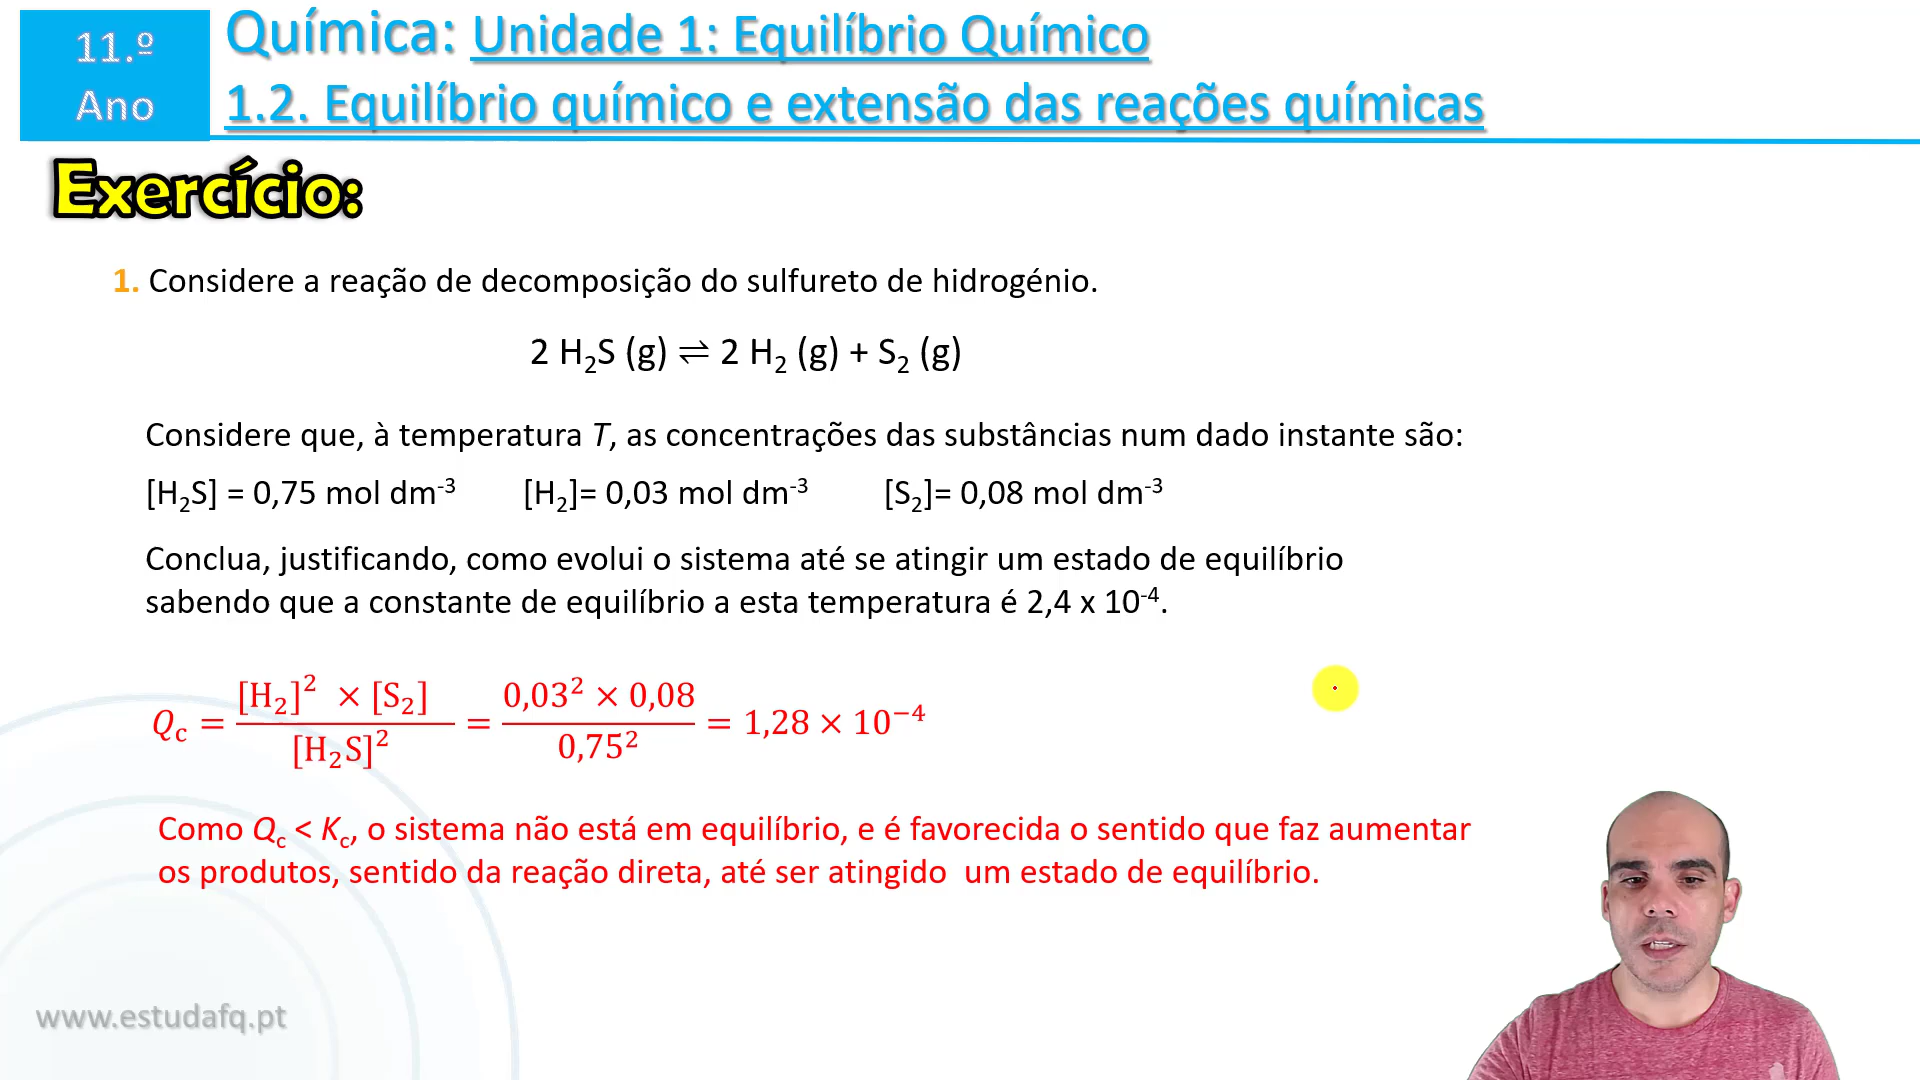 11.º
Ano
Química: Unidade 1: Equilíbrio Químico
1.2. Equilíbrio químico e extensão das reações químicas
Exercício:
1. Considere a reação de decomposição do sulfureto de hidrogénio.
2 H₂S (g) ⇌ 2 H₂ (g) + S₂ (g)
Considere que, à temperatura T, as concentrações das substâncias num dado instante são:
[H₂S] = 0,75 mol dm⁻³ [H₂]= 0,03 mol dm⁻³ [S₂]= 0,08 mol dm⁻³
Conclua, justificando, como evolui o sistema até se atingir um estado de equilíbrio
sabendo que a constante de equilíbrio a esta temperatura é 2,4 x 10⁻⁴.
Q_c = [H₂]² × [S₂] / [H₂S]² = 0,03² × 0,08 / 0,75² = 1,28 × 10⁻⁴
Como Q_c < K_c, o sistema não está em equilíbrio, e é favorecida o sentido que faz aumentar
os produtos, sentido da reação direta, até ser atingido um estado de equilíbrio.
www.estudafq.pt